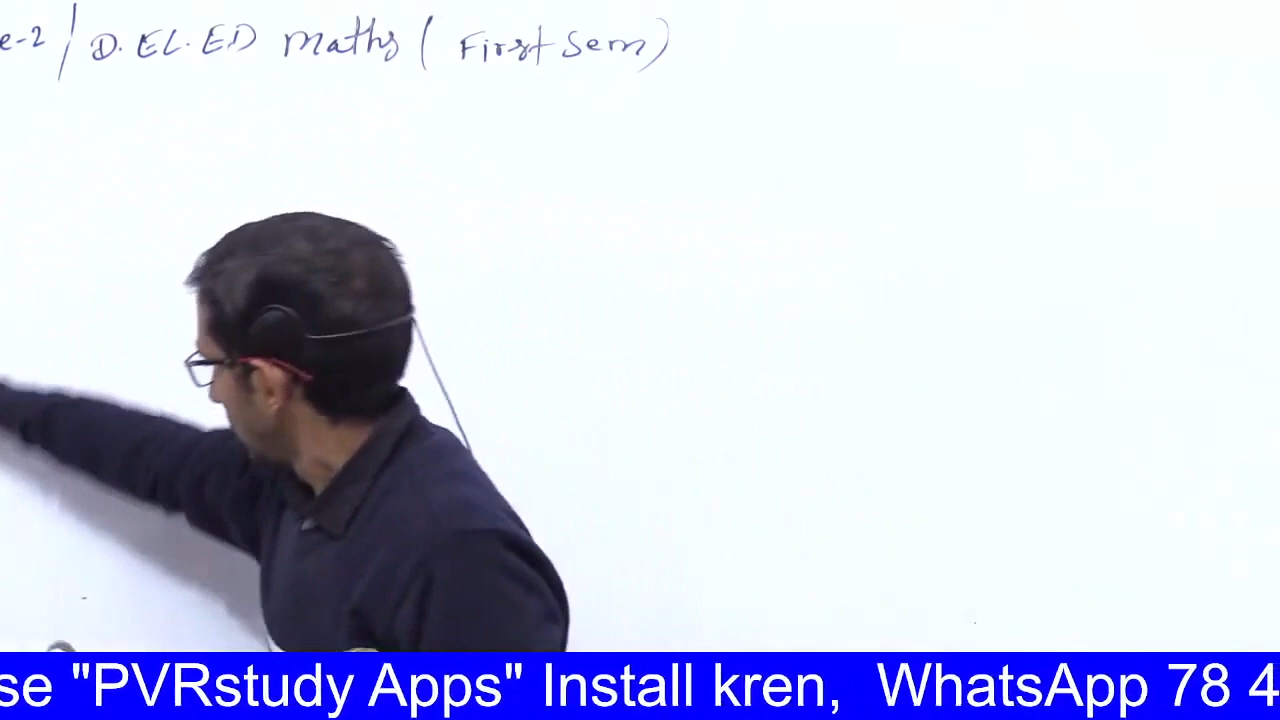 e-2 / D.EL.ED Maths ( First Sem )
se "PVRstudy Apps" Install kren, WhatsApp 78 4